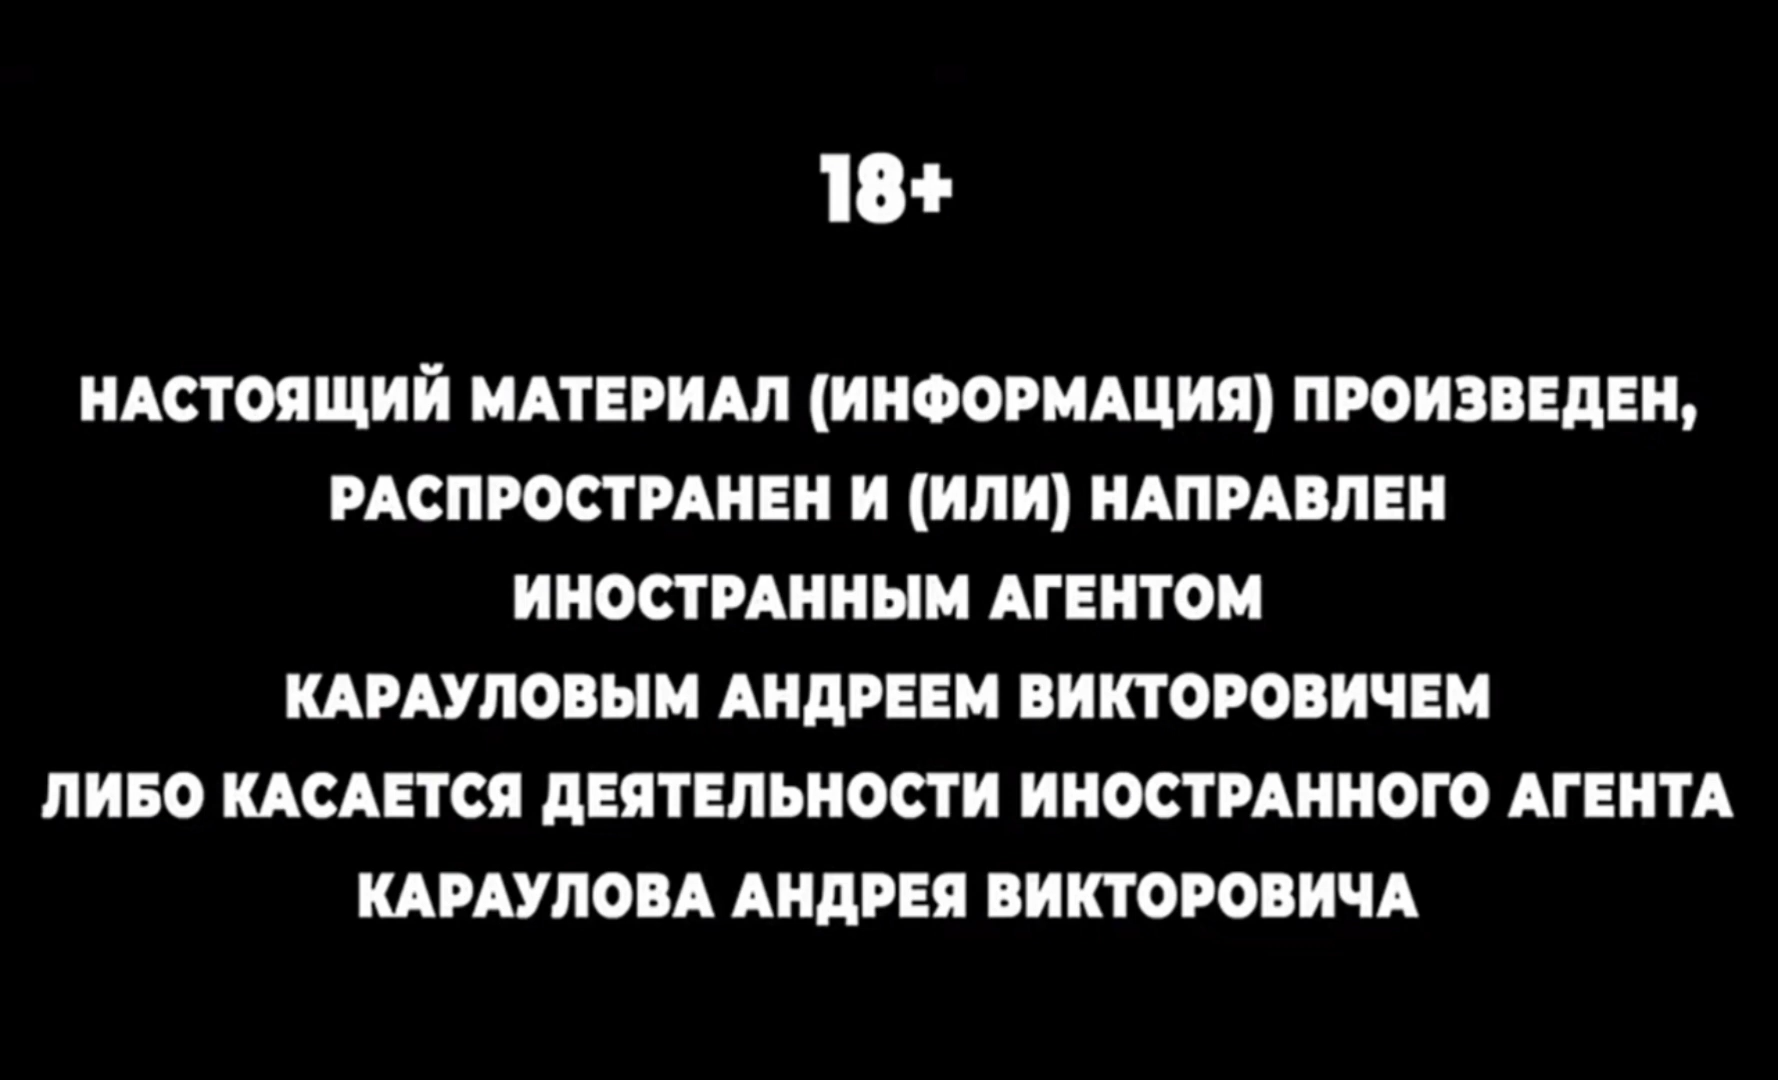 18+
НАСТОЯЩИЙ МАТЕРИАЛ (ИНФОРМАЦИЯ) ПРОИЗВЕДЕН,
РАСПРОСТРАНЕН И (ИЛИ) НАПРАВЛЕН
ИНОСТРАННЫМ АГЕНТОМ
КАРАУЛОВЫМ АНДРЕЕМ ВИКТОРОВИЧЕМ
ЛИБО КАСАЕТСЯ ДЕЯТЕЛЬНОСТИ ИНОСТРАННОГО АГЕНТА
КАРАУЛОВА АНДРЕЯ ВИКТОРОВИЧА